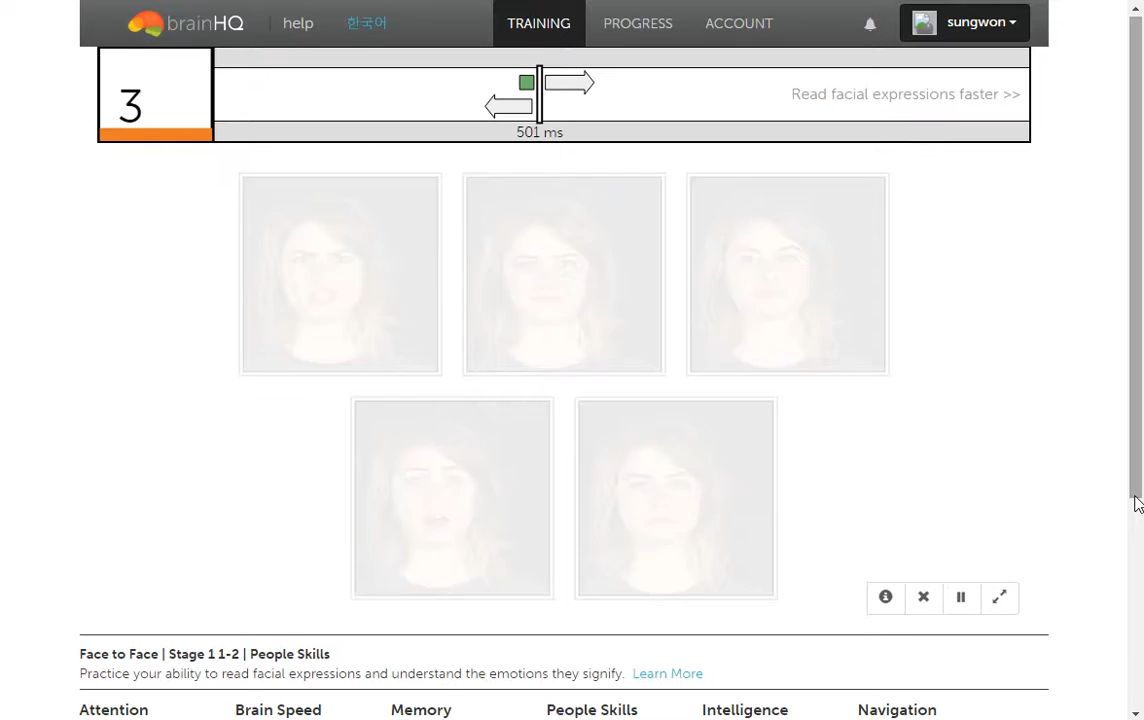 brainHQ help 한국어 TRAINING PROGRESS ACCOUNT sungwon
3
Read facial expressions faster >>
501 ms
Face to Face | Stage 1 1-2 | People Skills
Practice your ability to read facial expressions and understand the emotions they signify. Learn More
Attention Brain Speed Memory People Skills Intelligence Navigation